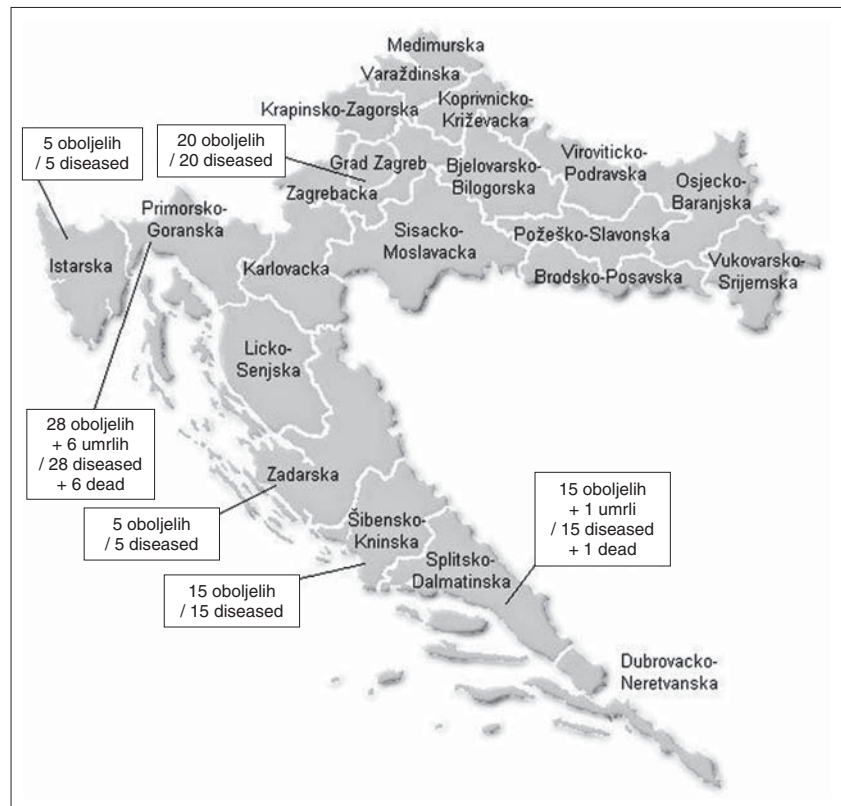 Medimurska
Varaždinska
Krapinsko-Zagorska
Koprivnicko-
Križevacka
5 oboljelih
/ 5 diseased
20 oboljelih
/ 20 diseased
Grad Zagreb
Bjelovarsko-
Bilogorska
Viroviticko-
Podravska
Osjecko-
Baranjska
Zagrebacka
Primorsko-
Goranska
Sisacko-
Moslavacka
Požeško-Slavonska
Istarska
Karlovacka
Brodsko-Posavska
Vukovarsko-
Srijemska
Licko-
Senjska
28 oboljelih
+ 6 umrlih
/ 28 diseased
+ 6 dead
Zadarska
15 oboljelih
+ 1 umrli
/ 15 diseased
+ 1 dead
5 oboljelih
/ 5 diseased
Šibensko-
Kninska
Splitsko-
Dalmatinska
15 oboljelih
/ 15 diseased
Dubrovacko-
Neretvanska